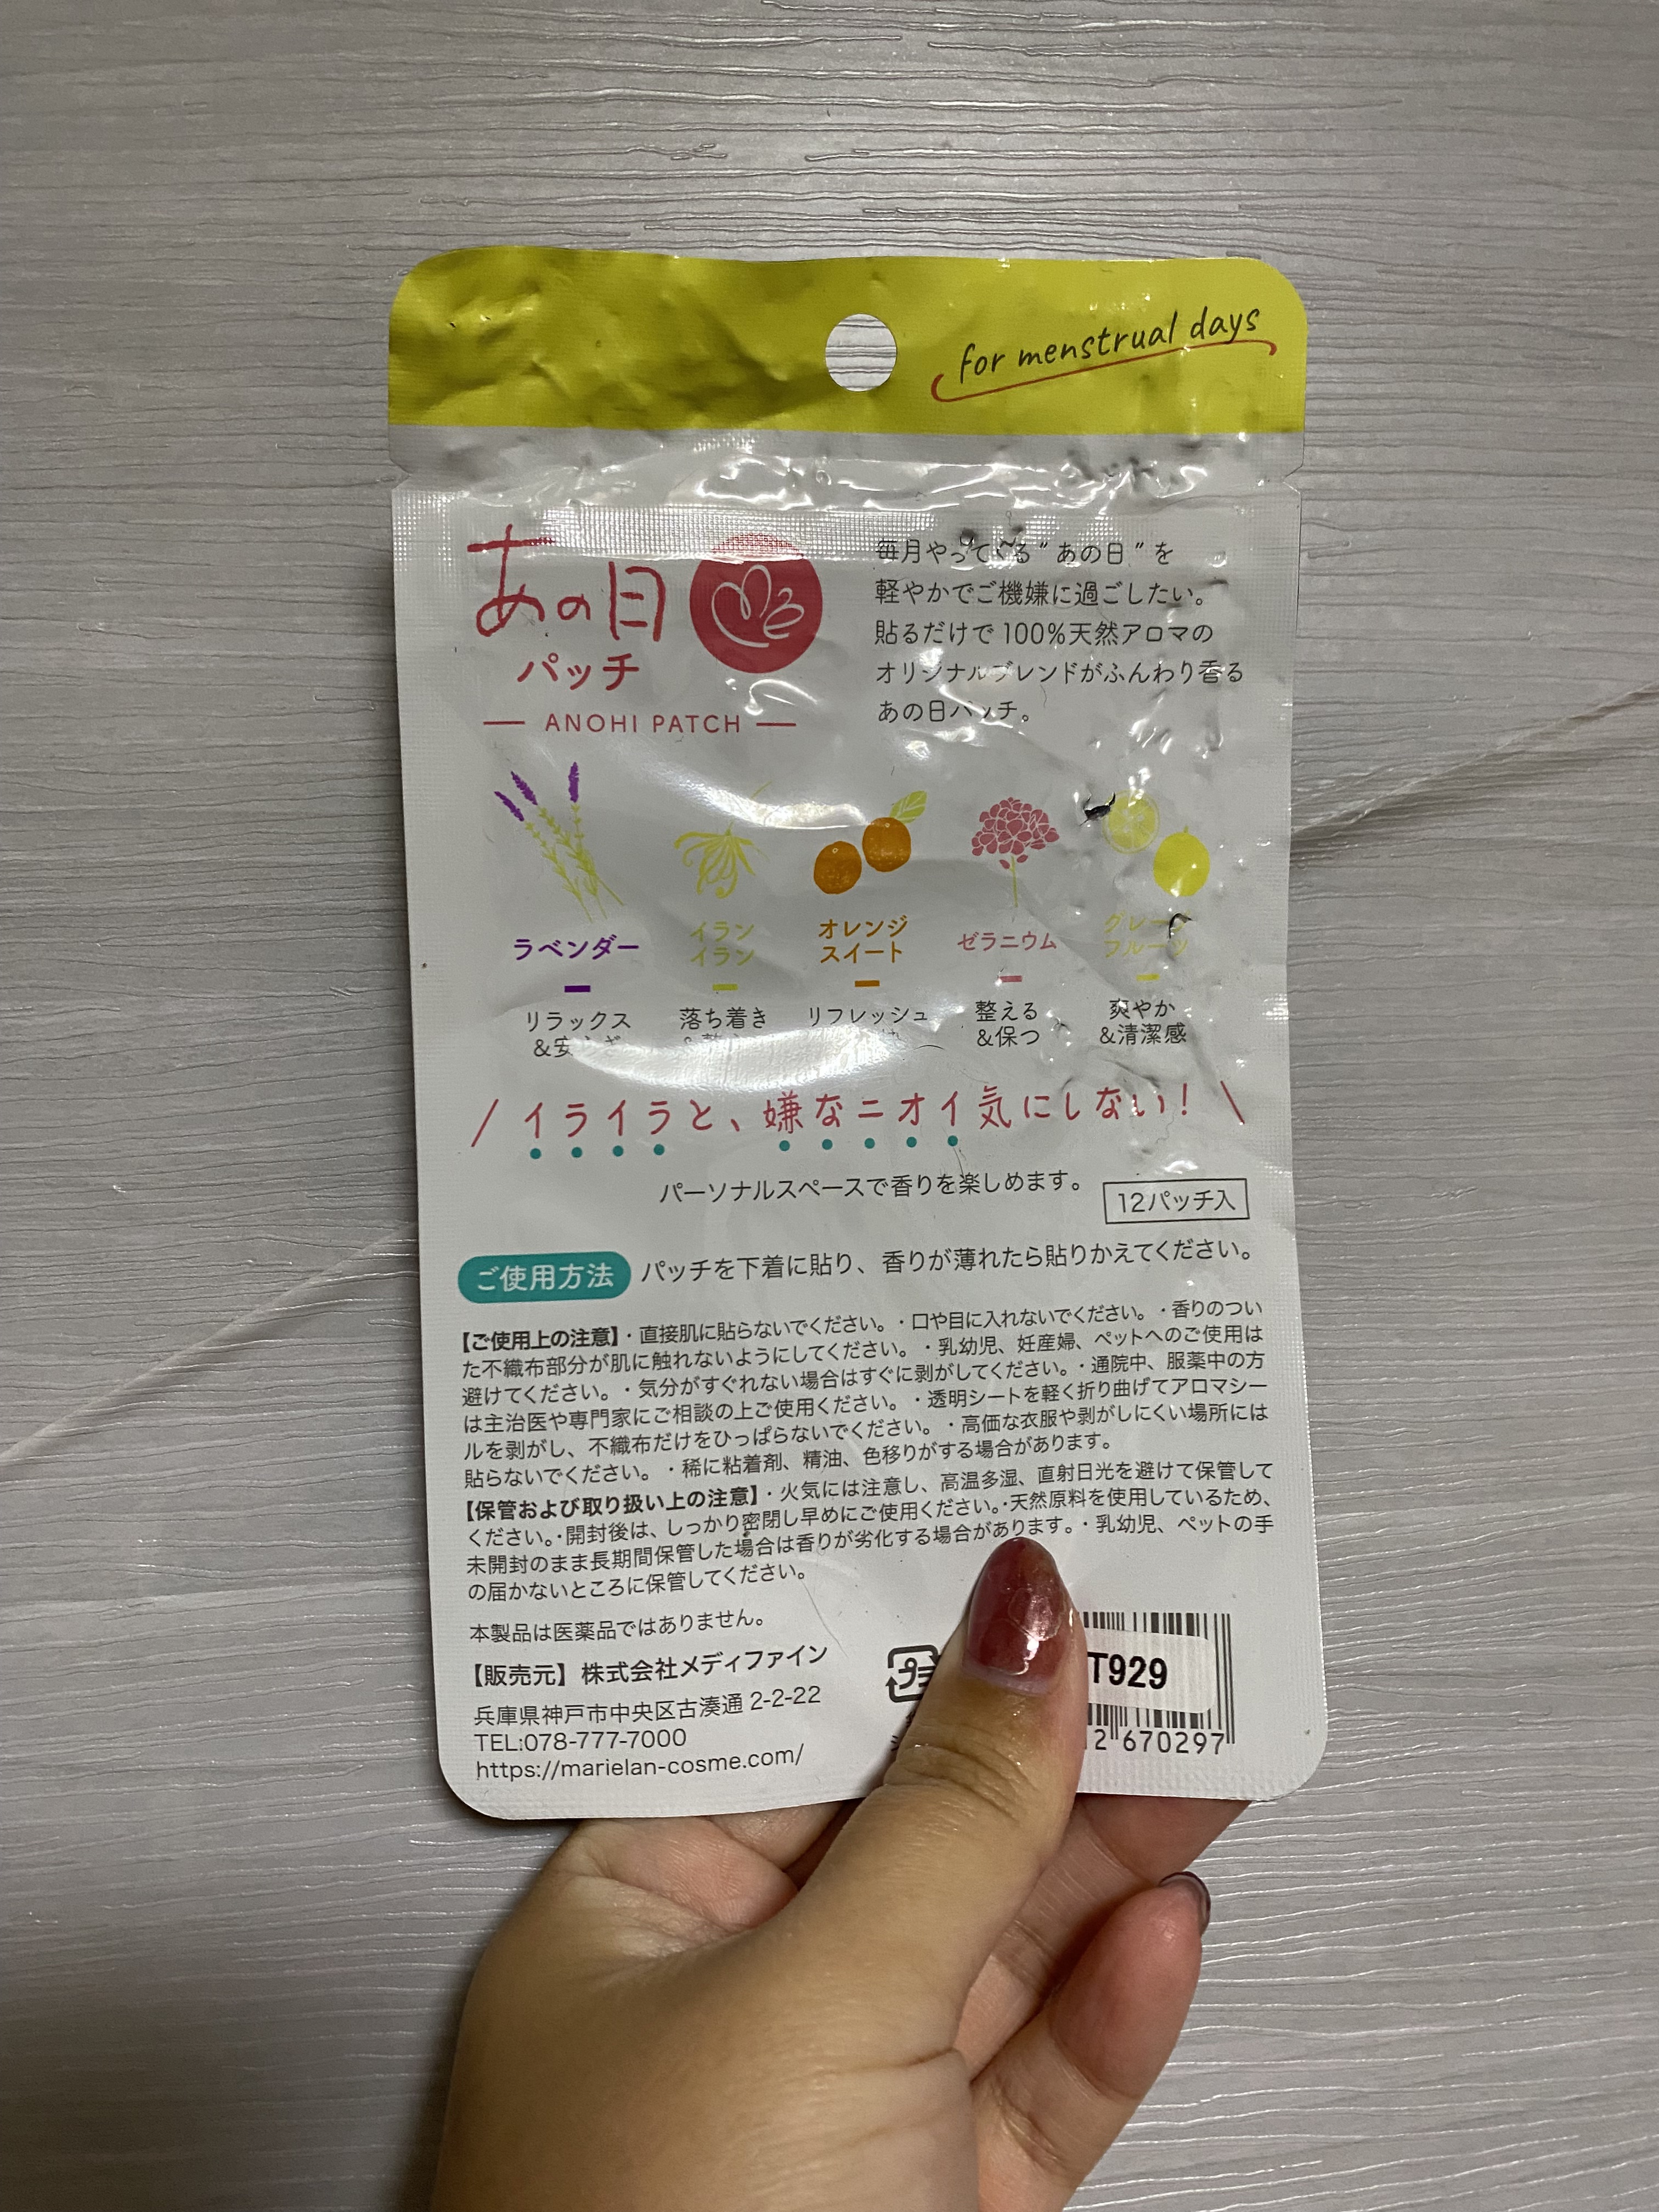 for menstrual days
あの日
パッチ
ANOHI PATCH
毎月やってくる"あの日"を
軽やかでご機嫌に過ごしたい。
貼るだけで100%天然アロマの
オリジナルブレンドがふんわり香る
あの日パッチ。
ラベンダー
リラックス
イラン
イラン
落ち着き
オレンジ
スイート
リフレッシュ
ゼラニウム
整える
&保つ
グレープ
フルーツ
爽やか
&清潔感
イライラと、嫌なニオイ気にしない!
パーソナルスペースで香りを楽しめます。
12パッチ入
ご使用方法 パッチを下着に貼り、香りが薄れたら貼りかえてください。
【ご使用上の注意】・直接肌に貼らないでください。・口や目に入れないでください。・香りのつい
た不織布部分が肌に触れないようにしてください。・乳幼児、妊産婦、ペットへのご使用は
避けてください。・気分がすぐれない場合はすぐに剥がしてください。・通院中、服薬中の方
は主治医や専門家にご相談の上ご使用ください。・透明シートを軽く折り曲げてアロマシー
ルを剥がし、不織布だけをひっぱらないでください。・高価な衣服や剥がしにくい場所には
貼らないでください。・稀に粘着剤、精油、色移りがする場合があります。
【保管および取り扱い上の注意】・火気には注意し、高温多湿、直射日光を避けて保管して
ください。・開封後は、しっかり密閉し早めにご使用ください。・天然原料を使用しているため、
未開封のまま長期間保管した場合は香りが劣化する場合があります。・乳幼児、ペットの手
の届かないところに保管してください。
本製品は医薬品ではありません。
【販売元】株式会社メディファイン
兵庫県神戸市中央区古湊通 2-2-22
TEL:078-777-7000
https://marielan-cosme.com/
T929
2 670297